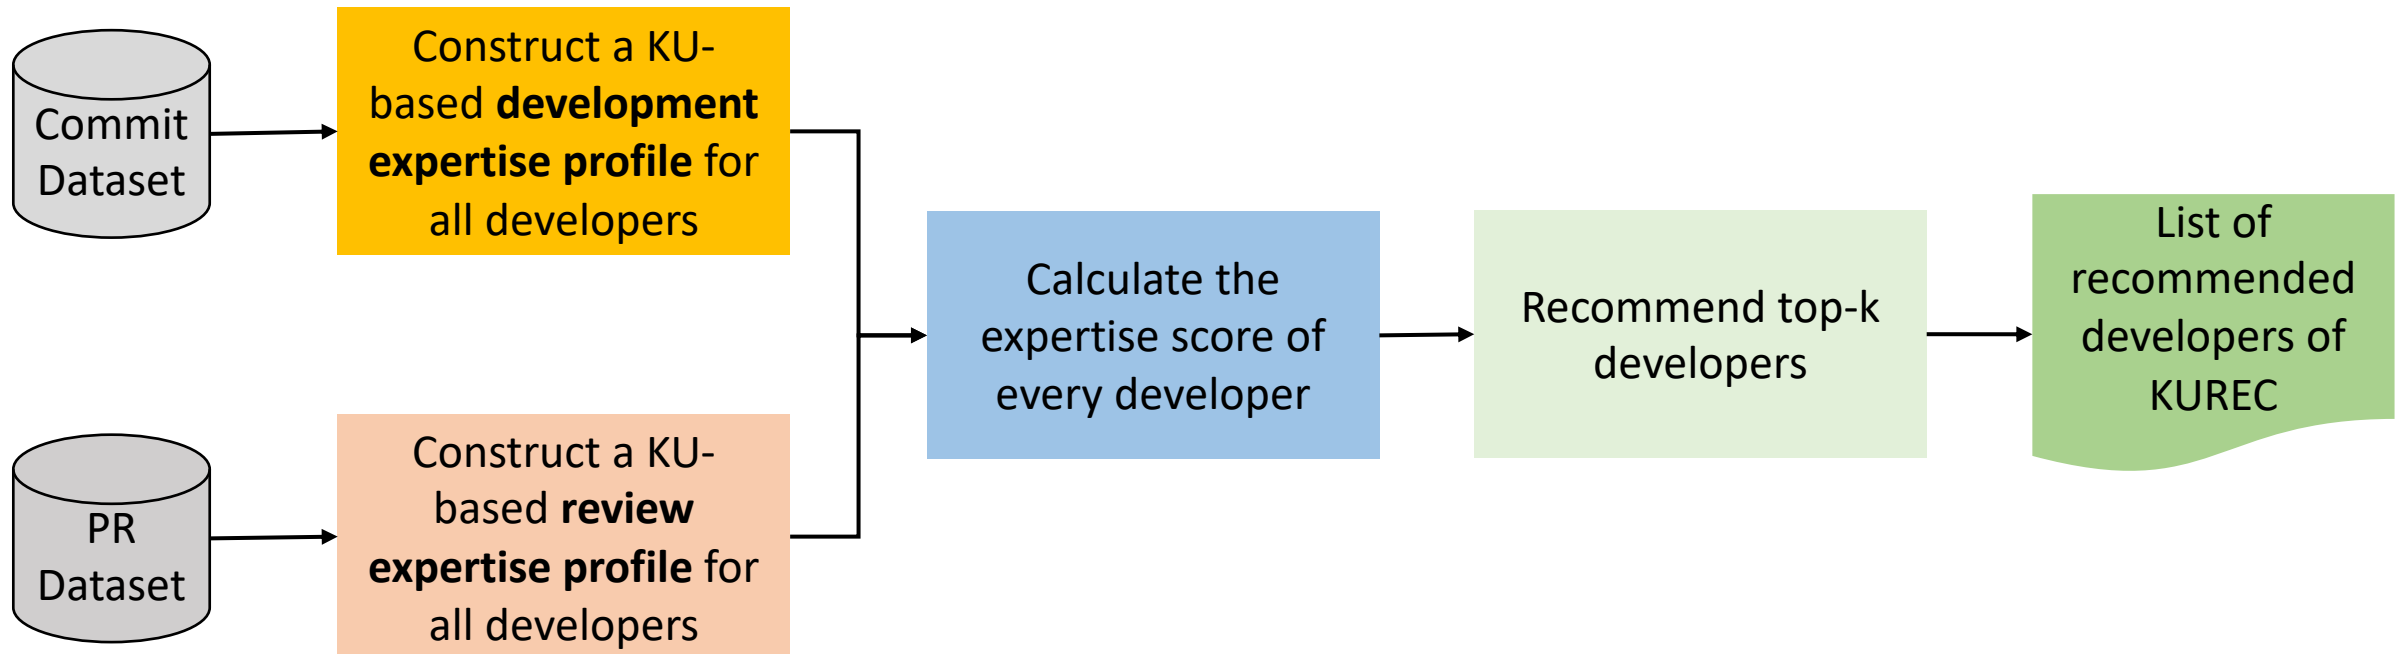 Commit
Dataset
Construct a KU-
based development
expertise profile for
all developers
PR
Dataset
Construct a KU-
based review
expertise profile for
all developers
Calculate the
expertise score of
every developer
Recommend top-k
developers
List of
recommended
developers of
KUREC